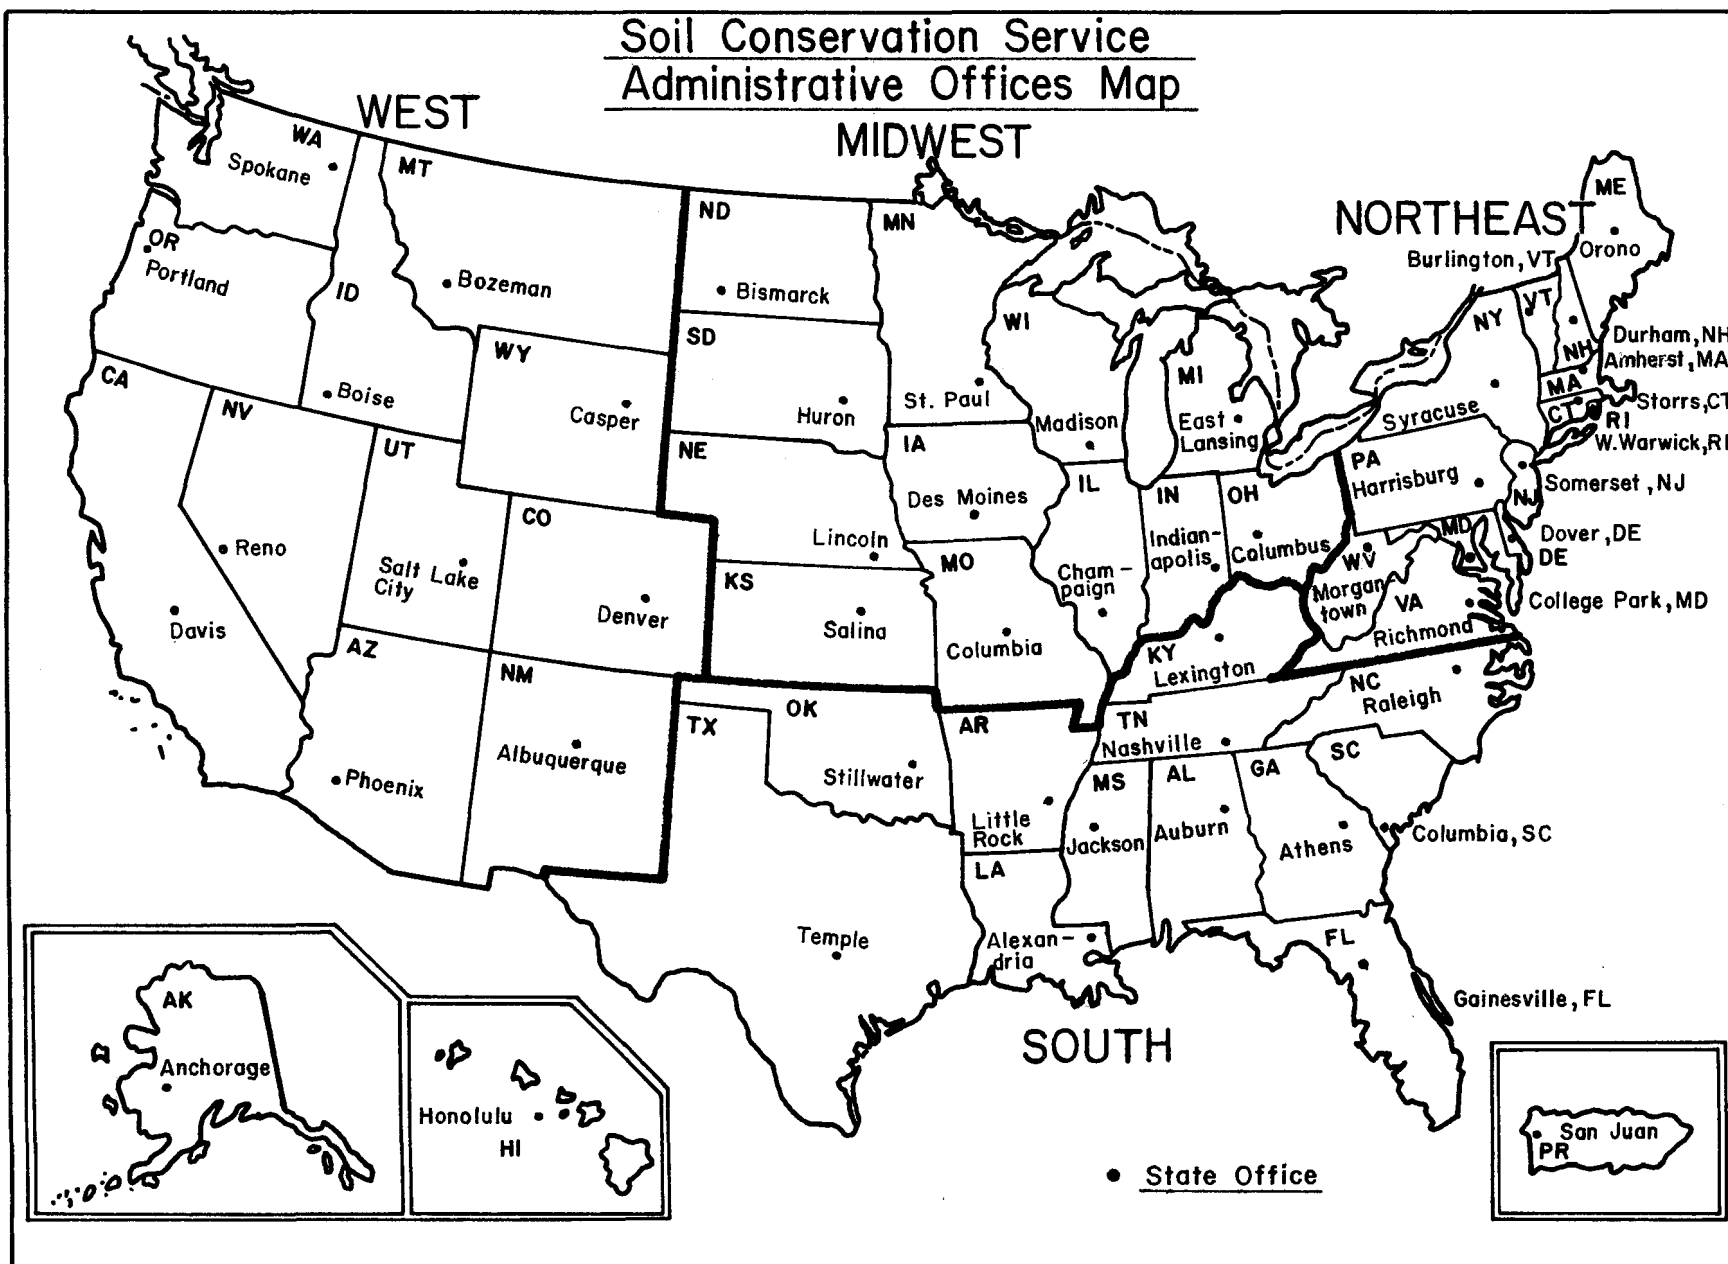 Soil Conservation Service
Administrative Offices Map
WEST
MIDWEST
NORTHEAST
SOUTH
WA
Spokane
OR
Portland
CA
Davis
NV
Reno
ID
Boise
MT
Bozeman
WY
Casper
UT
Salt Lake
City
CO
Denver
AZ
Phoenix
NM
Albuquerque
ND
Bismarck
SD
Huron
NE
Lincoln
KS
Salina
MN
St. Paul
IA
Des Moines
MO
Columbia
WI
Madison
IL
Cham-
paign
MI
East
Lansing
IN
Indian-
apolis
OH
Columbus
KY
Lexington
TN
Nashville
OK
Stillwater
TX
Temple
AR
Little
Rock
LA
Alexan-
dria
MS
Jackson
AL
Auburn
GA
Athens
FL
Gainesville, FL
SC
Columbia, SC
NC
Raleigh
VA
Richmond
WV
Morgan-
town
MD
College Park, MD
DE
Dover, DE
PA
Harrisburg
NJ
Somerset, NJ
NY
Syracuse
CT
Storrs, CT
RI
W. Warwick, RI
MA
Amherst, MA
NH
Durham, NH
VT
Burlington, VT
ME
Orono
AK
Anchorage
Honolulu
HI
San Juan
PR
State Office